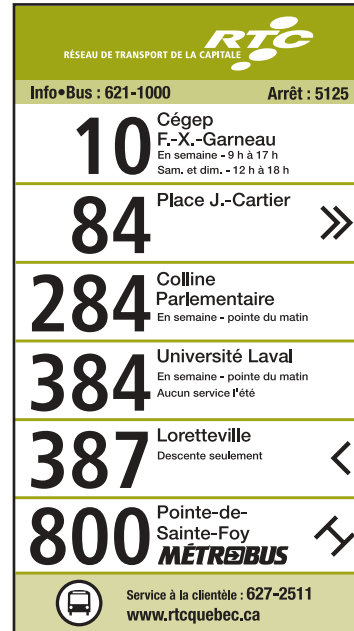 RTC
RÉSEAU DE TRANSPORT DE LA CAPITALE
Info•Bus : 621-1000 Arrêt : 5125
10 Cégep
F.-X.-Garneau
En semaine - 9 h à 17 h
Sam. et dim. - 12 h à 18 h
84 Place J.-Cartier
284 Colline
Parlementaire
En semaine - pointe du matin
384 Université Laval
En semaine - pointe du matin
Aucun service l'été
387 Loretteville
Descente seulement
800 Pointe-de-
Sainte-Foy
MÉTROBUS
Service à la clientèle : 627-2511
www.rtcquebec.ca